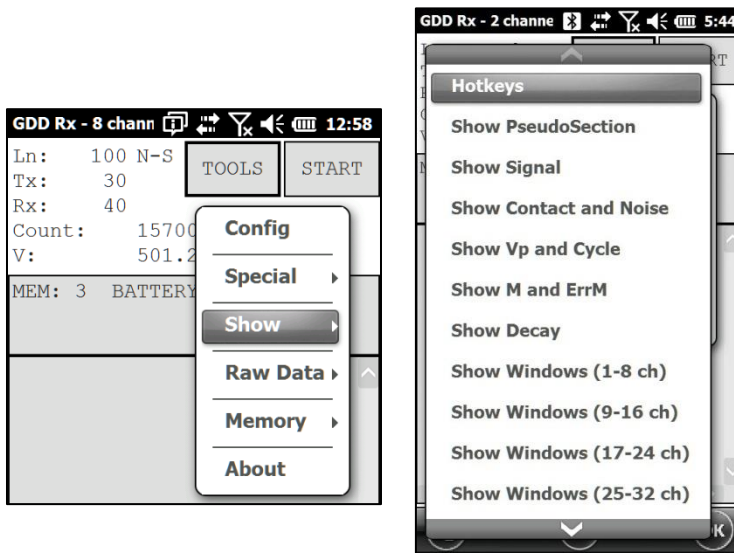 GDD Rx - 8 chann 12:58
Ln: 100 N-S
Tx: 30
Rx: 40
Count: 15700
V: 501.2
TOOLS
START
MEM: 3 BATTERY
Config
Special
Show
Raw Data
Memory
About
GDD Rx - 2 channe 5:44
Hotkeys
Show PseudoSection
Show Signal
Show Contact and Noise
Show Vp and Cycle
Show M and ErrM
Show Decay
Show Windows (1-8 ch)
Show Windows (9-16 ch)
Show Windows (17-24 ch)
Show Windows (25-32 ch)